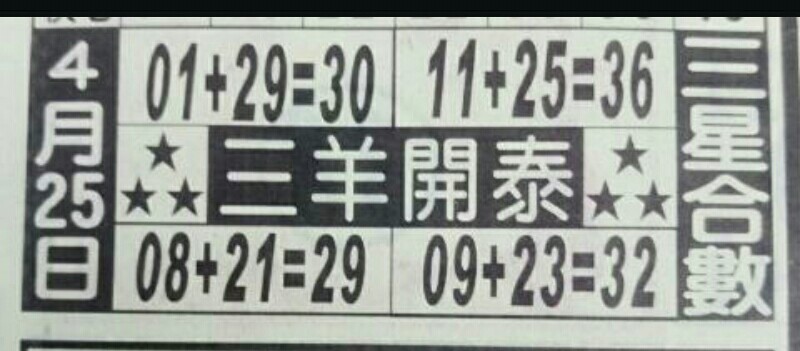 4月25日
01+29=30
11+25=36
三羊開泰
08+21=29
09+23=32
三星合數